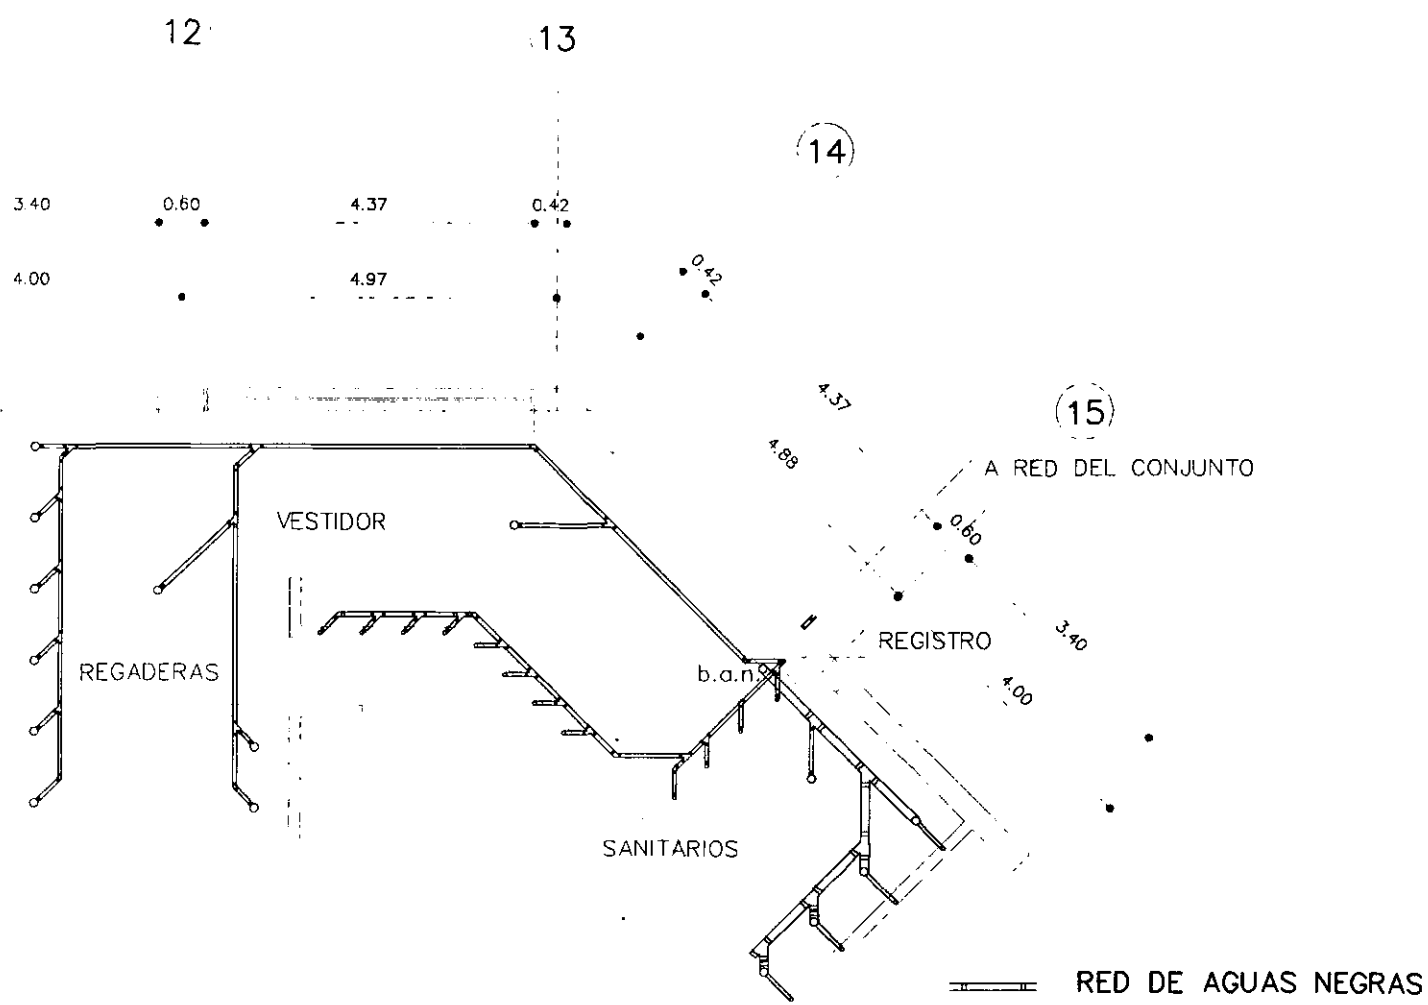 12
13
14
3.40 0.60 4.37 0.42
0.42
4.00 4.97
4.37
15
4.88
A RED DEL CONJUNTO
VESTIDOR
0.60
3.40
REGISTRO
REGADERAS
b.a.n.
4.00
SANITARIOS
RED DE AGUAS NEGRAS